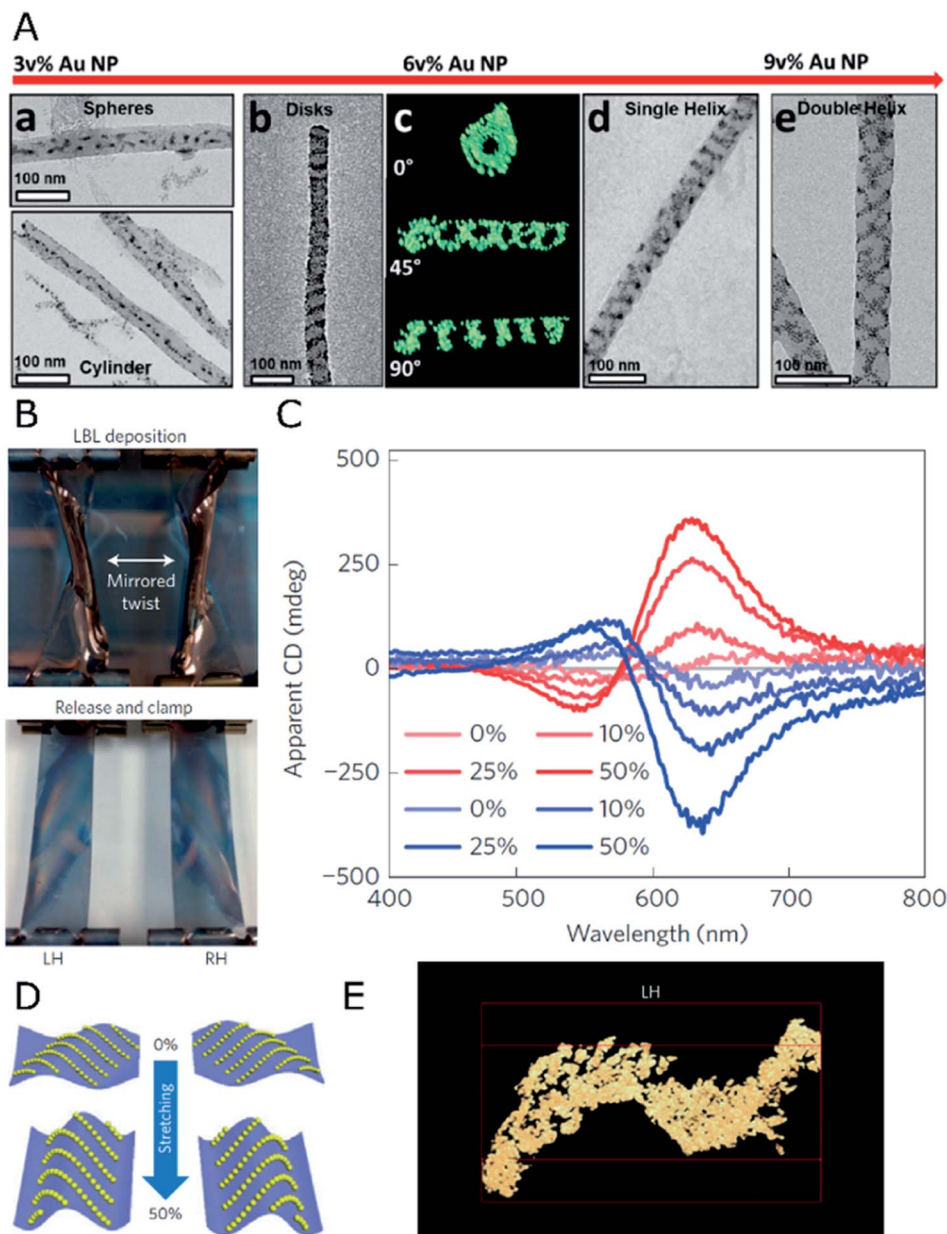 A
3v% Au NP 6v% Au NP 9v% Au NP
a Spheres
100 nm
100 nm Cylinder
b Disks
100 nm
c
0°
45°
90°
d Single Helix
100 nm
e Double Helix
100 nm
B
LBL deposition
Mirrored
twist
Release and clamp
LH RH
C
Apparent CD (mdeg)
500
250
0
−250
−500
0% 10%
25% 50%
0% 10%
25% 50%
400 500 600 700 800
Wavelength (nm)
D
0%
Stretching
50%
E
LH